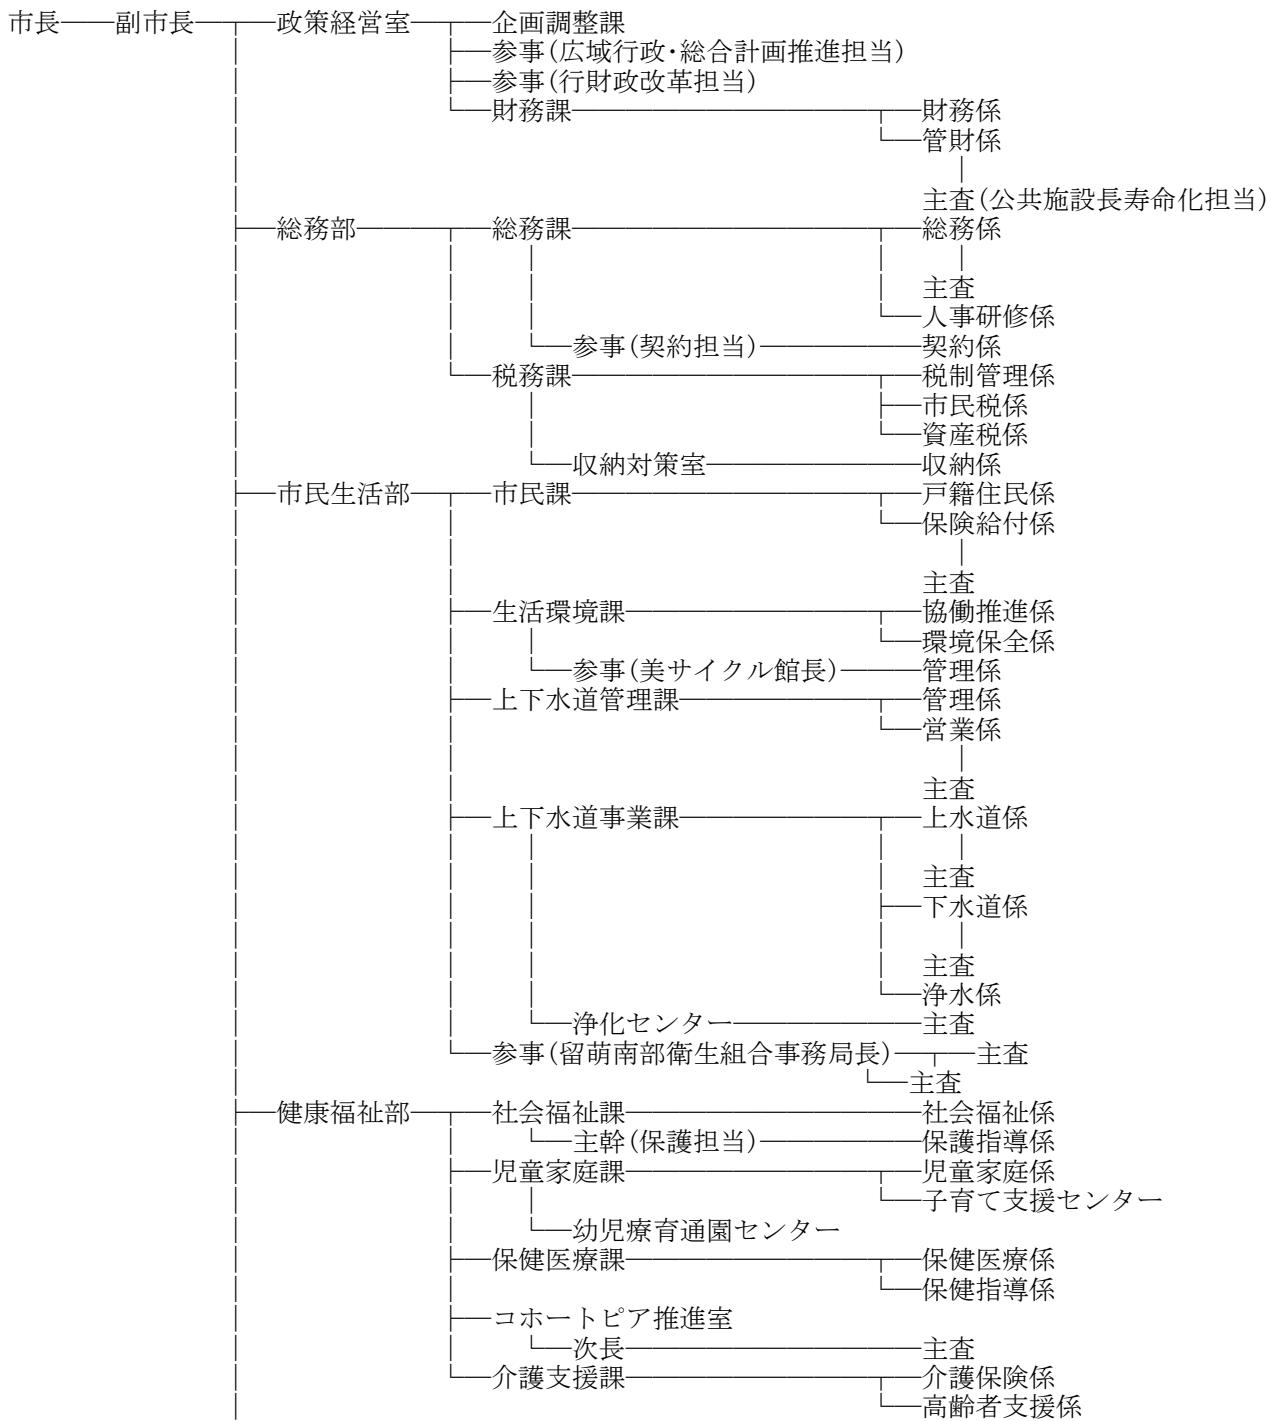 市長 副市長 政策経営室 企画調整課
参事(広域行政・総合計画推進担当)
参事(行財政改革担当)
財務課 財務係
管財係
主査(公共施設長寿命化担当)
総務部 総務課 総務係
主査
人事研修係
参事(契約担当) 契約係
税務課 税制管理係
市民税係
資産税係
収納対策室 収納係
市民生活部 市民課 戸籍住民係
保険給付係
主査
生活環境課 協働推進係
環境保全係
参事(美サイクル館長) 管理係
上下水道管理課 管理係
営業係
主査
上下水道事業課 上水道係
主査
下水道係
主査
浄水係
浄化センター 主査
参事(留萌南部衛生組合事務局長) 主査
主査
健康福祉部 社会福祉課 社会福祉係
主幹(保護担当) 保護指導係
児童家庭課 児童家庭係
子育て支援センター
幼児療育通園センター
保健医療課 保健医療係
保健指導係
コホートピア推進室
次長 主査
介護支援課 介護保険係
高齢者支援係